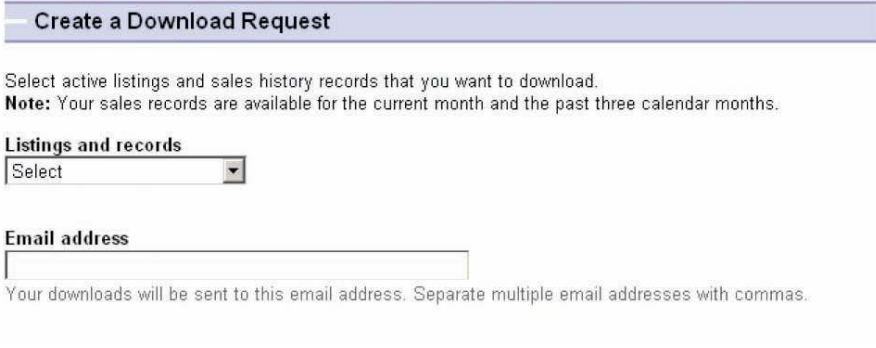 Create a Download Request
Select active listings and sales history records that you want to download.
Note: Your sales records are available for the current month and the past three calendar months.
Listings and records
Select
Email address
Your downloads will be sent to this email address. Separate multiple email addresses with commas.